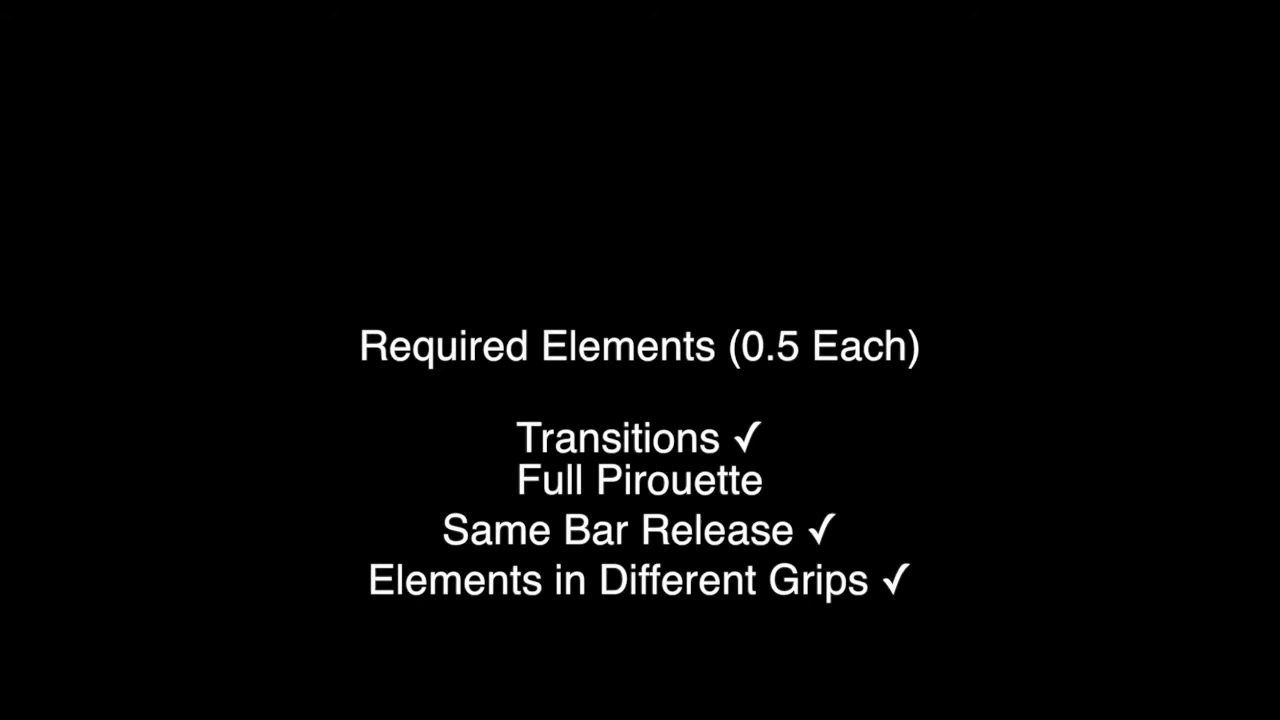 Required Elements (0.5 Each)
Transitions ✓
Full Pirouette
Same Bar Release ✓
Elements in Different Grips ✓